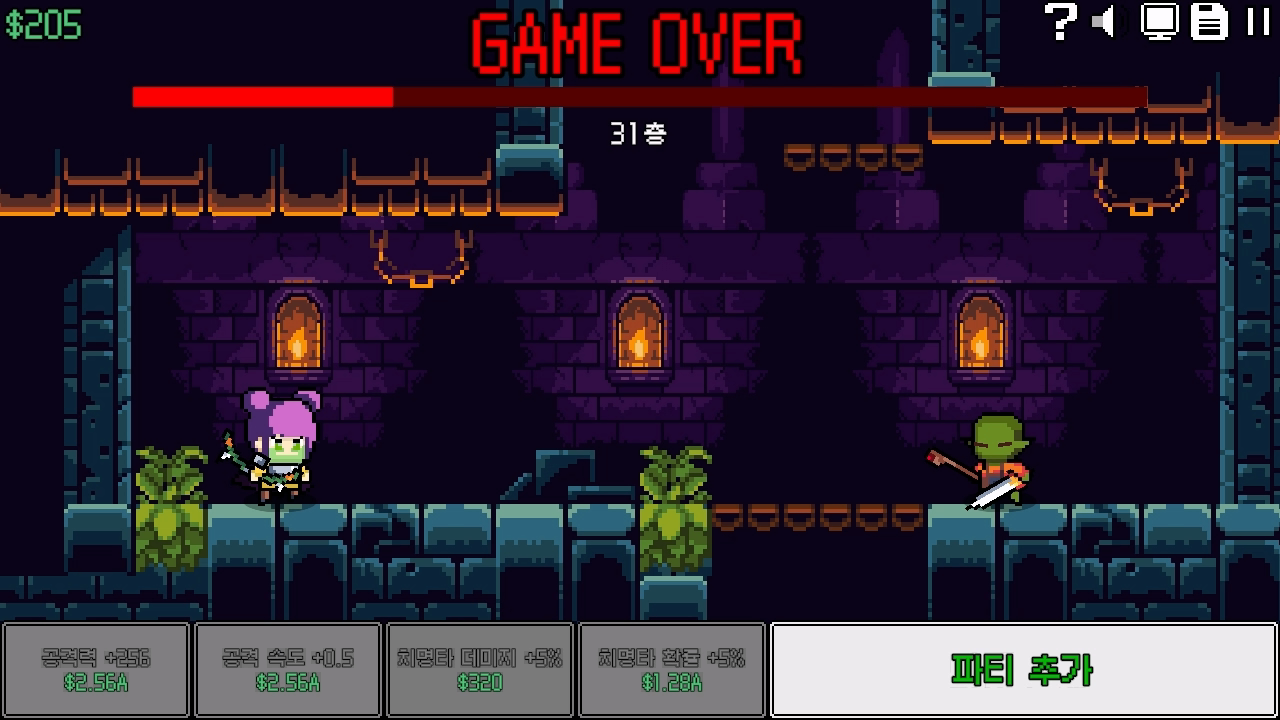 $205
GAME OVER
31층
공격력 +256
$2.56A
공격 속도 +0.5
$2.56A
치명타 데미지 +5%
$320
치명타 확률 +5%
$1.28A
파티 추가